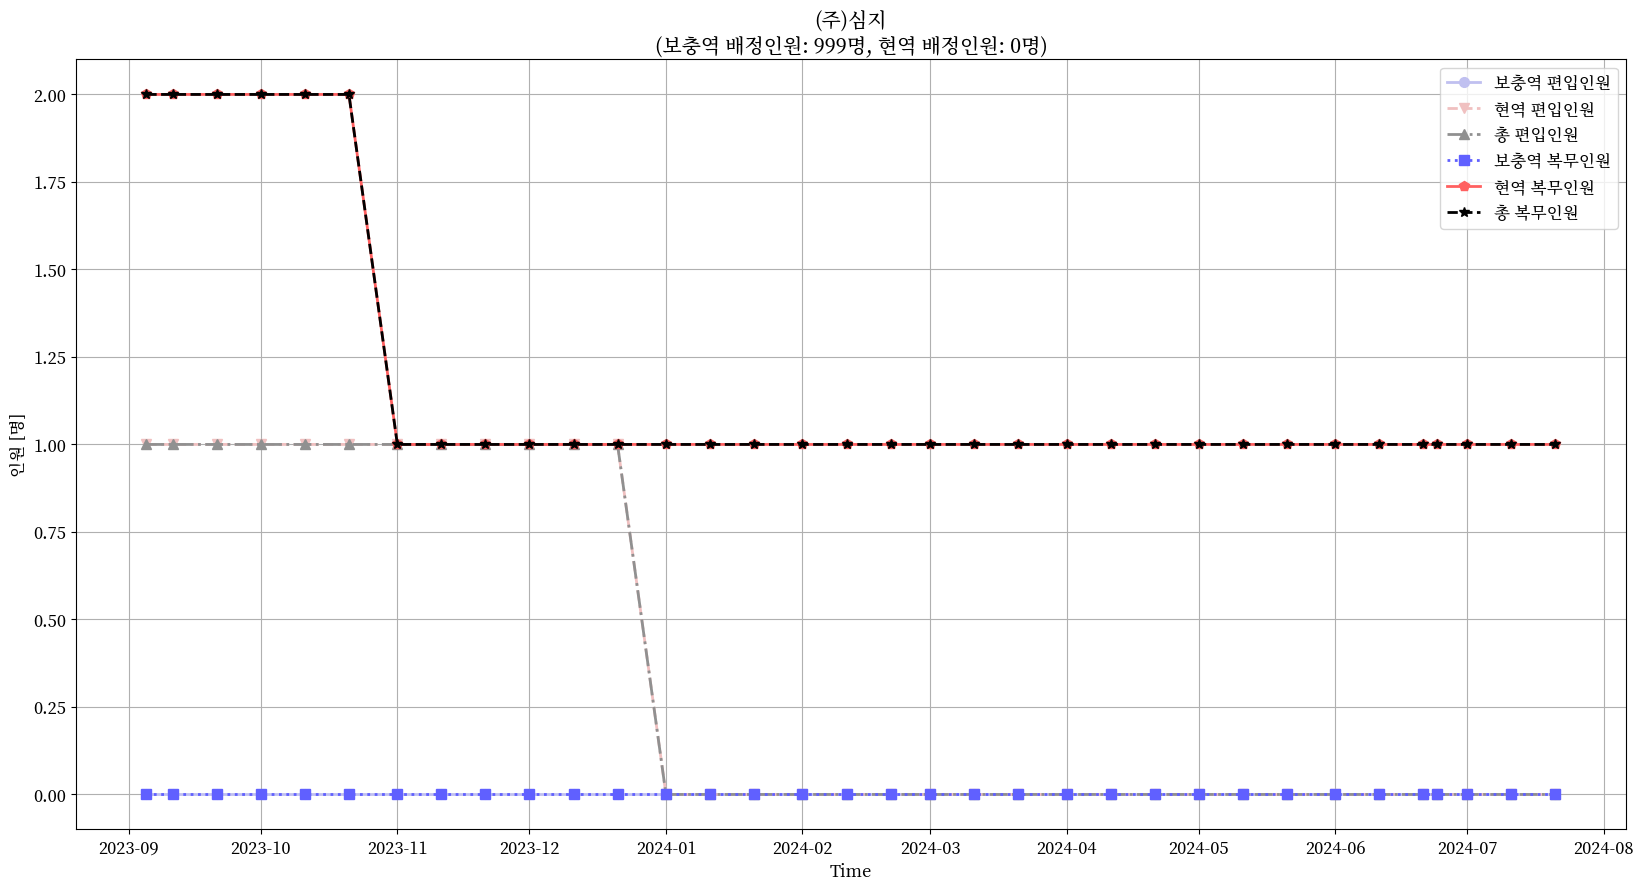 (주)심지
(보충역 배정인원: 999명, 현역 배정인원: 0명)
보충역 편입인원
현역 편입인원
총 편입인원
보충역 복무인원
현역 복무인원
총 복무인원
인원 [명]
2.00
1.75
1.50
1.25
1.00
0.75
0.50
0.25
0.00
2023-09 2023-10 2023-11 2023-12 2024-01 2024-02 2024-03 2024-04 2024-05 2024-06 2024-07 2024-08
Time